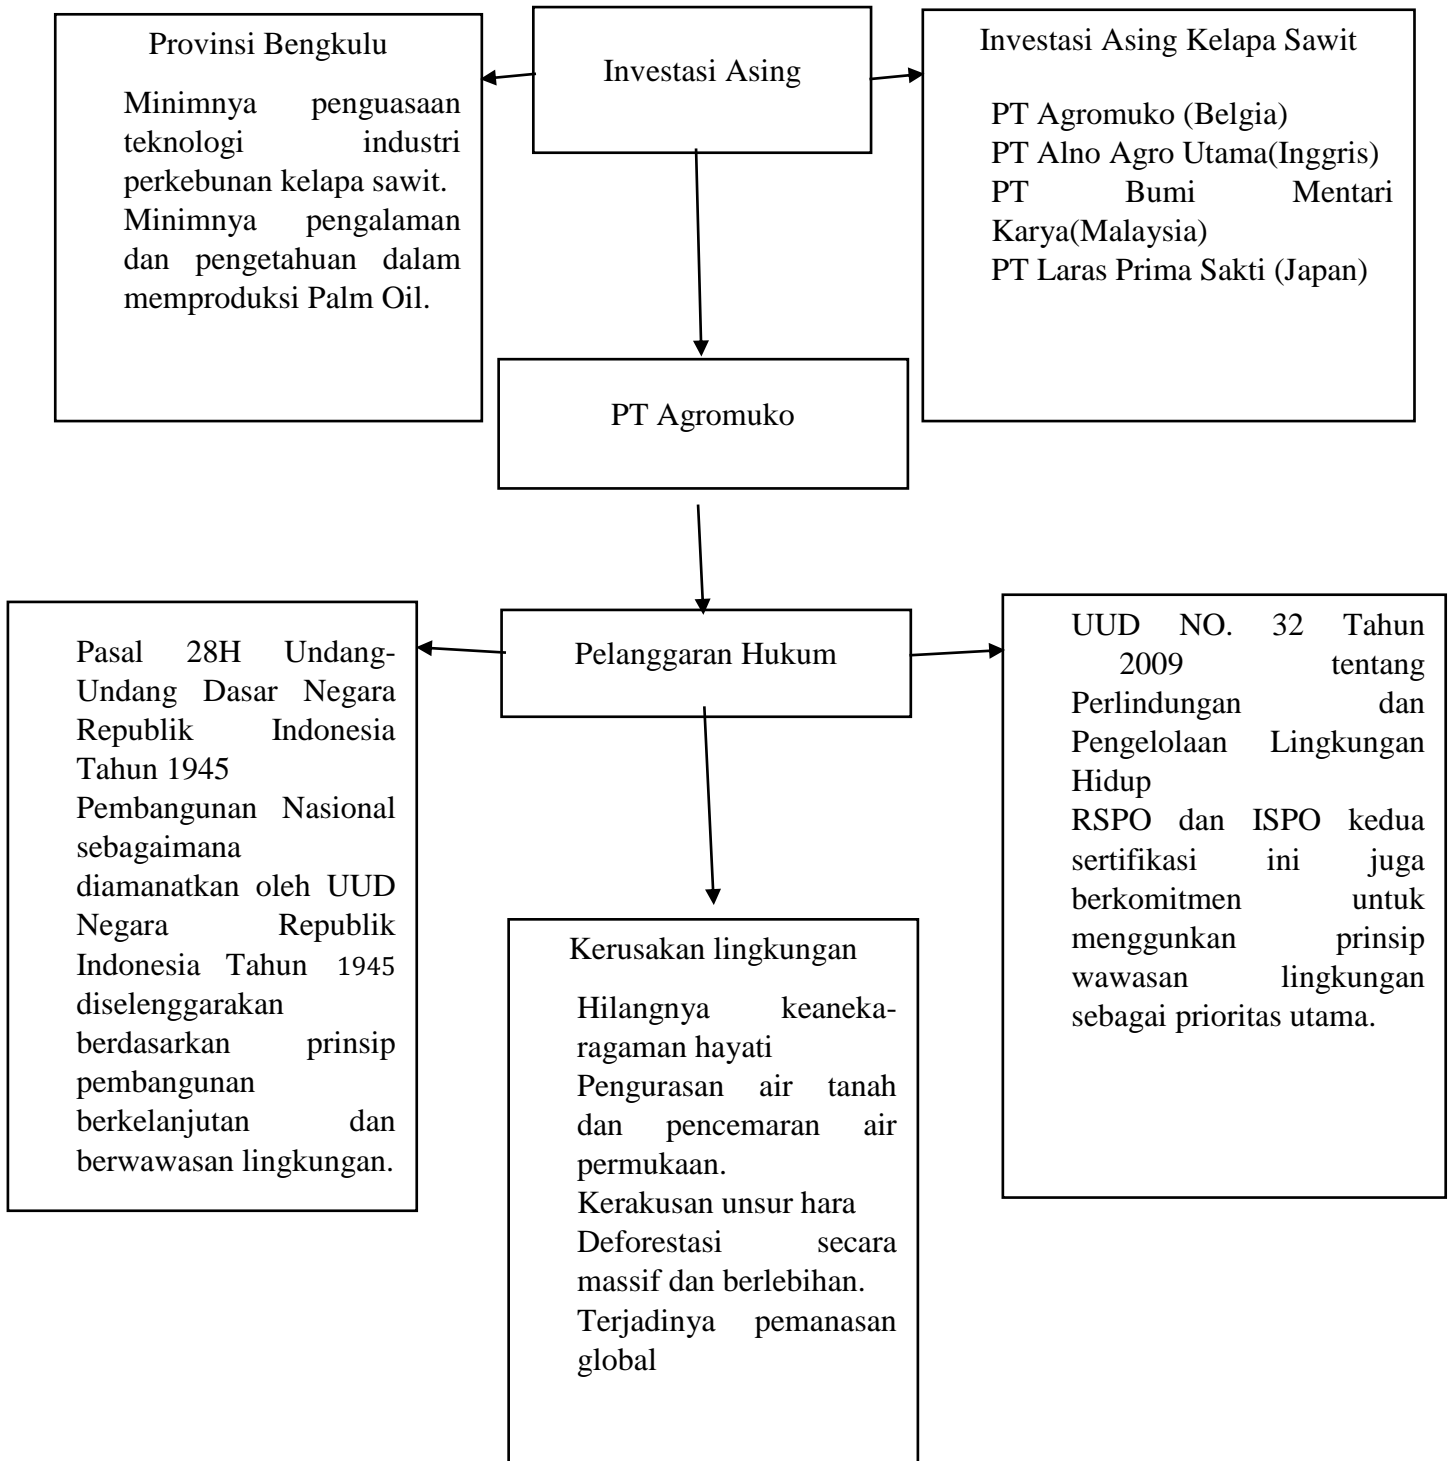 Provinsi Bengkulu
Minimnya penguasaan
teknologi industri
perkebunan kelapa sawit.
Minimnya pengalaman
dan pengetahuan dalam
memproduksi Palm Oil.
Investasi Asing
Investasi Asing Kelapa Sawit
PT Agromuko (Belgia)
PT Alno Agro Utama(Inggris)
PT Bumi Mentari
Karya(Malaysia)
PT Laras Prima Sakti (Japan)
PT Agromuko
Pasal 28H Undang-
Undang Dasar Negara
Republik Indonesia
Tahun 1945
Pembangunan Nasional
sebagaimana
diamanatkan oleh UUD
Negara Republik
Indonesia Tahun 1945
diselenggarakan
berdasarkan prinsip
pembangunan
berkelanjutan dan
berwawasan lingkungan.
Pelanggaran Hukum
UUD NO. 32 Tahun
2009 tentang
Perlindungan dan
Pengelolaan Lingkungan
Hidup
RSPO dan ISPO kedua
sertifikasi ini juga
berkomitmen untuk
menggunkan prinsip
wawasan lingkungan
sebagai prioritas utama.
Kerusakan lingkungan
Hilangnya keaneka-
ragaman hayati
Pengurasan air tanah
dan pencemaran air
permukaan.
Kerakusan unsur hara
Deforestasi secara
massif dan berlebihan.
Terjadinya pemanasan
global